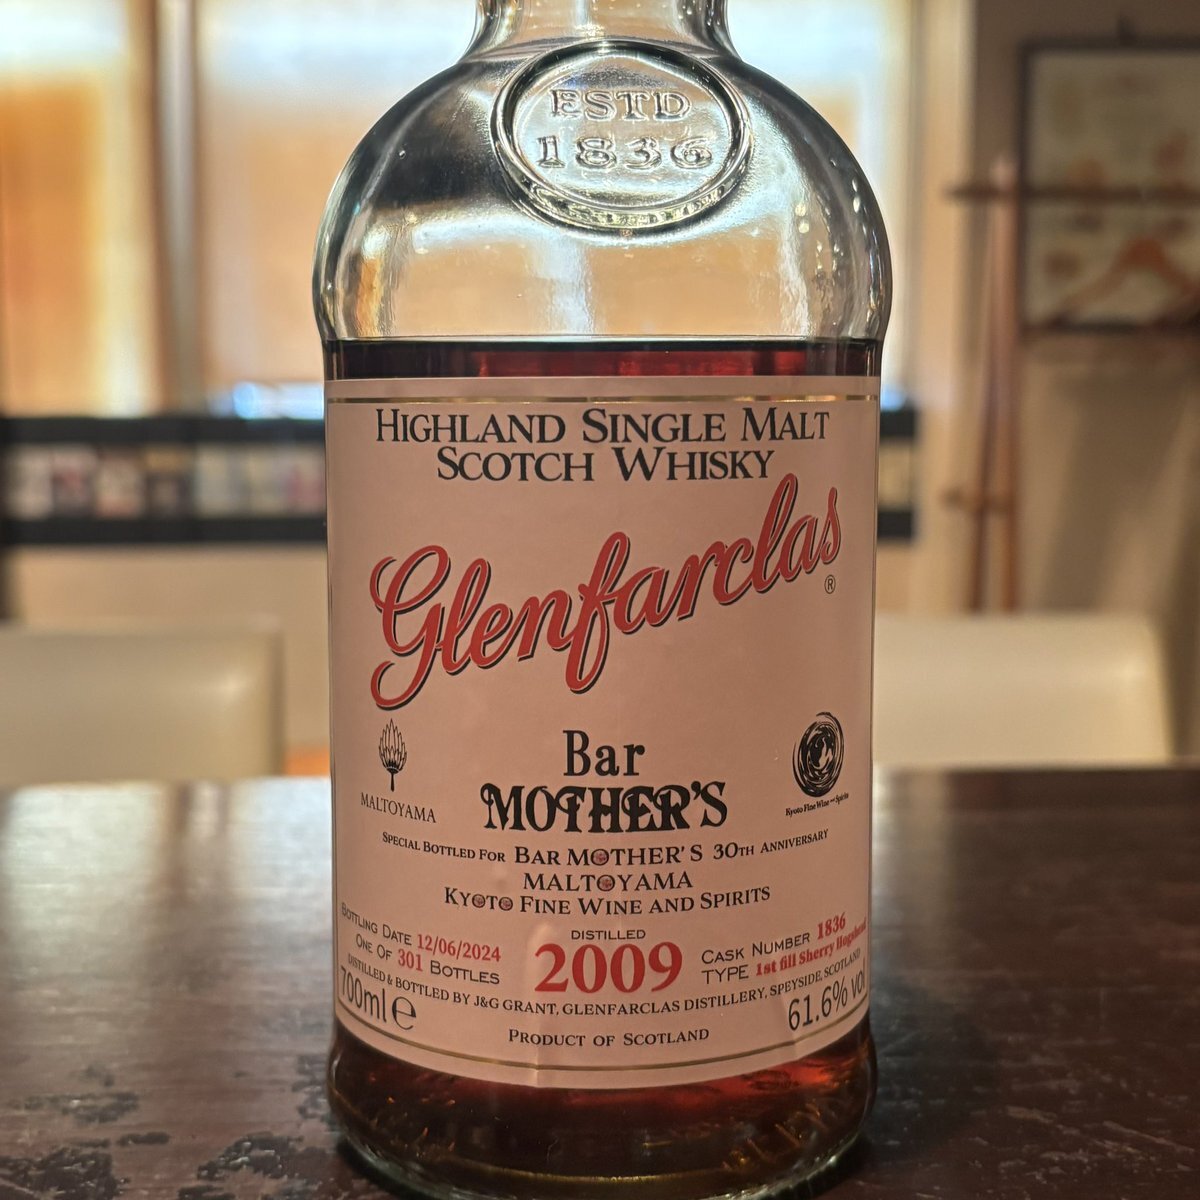 ESTD
1836
HIGHLAND SINGLE MALT
SCOTCH WHISKY
Glenfarclas®
MALTOYAMA
Bar
MOTHER'S
Kyoto Fine Wine and Spirits
SPECIAL BOTTLED FOR BAR MOTHER'S 30TH ANNIVERSARY
MALTOYAMA
KYOTO FINE WINE AND SPIRITS
BOTTLING DATE 12/06/2024
ONE OF 301 BOTTLES
DISTILLED
2009
CASK NUMBER 1836
TYPE 1st fill Sherry Hogshead
DISTILLED & BOTTLED BY J&G GRANT, GLENFARCLAS DISTILLERY, SPEYSIDE, SCOTLAND
700ml e
61.6% vol
PRODUCT OF SCOTLAND